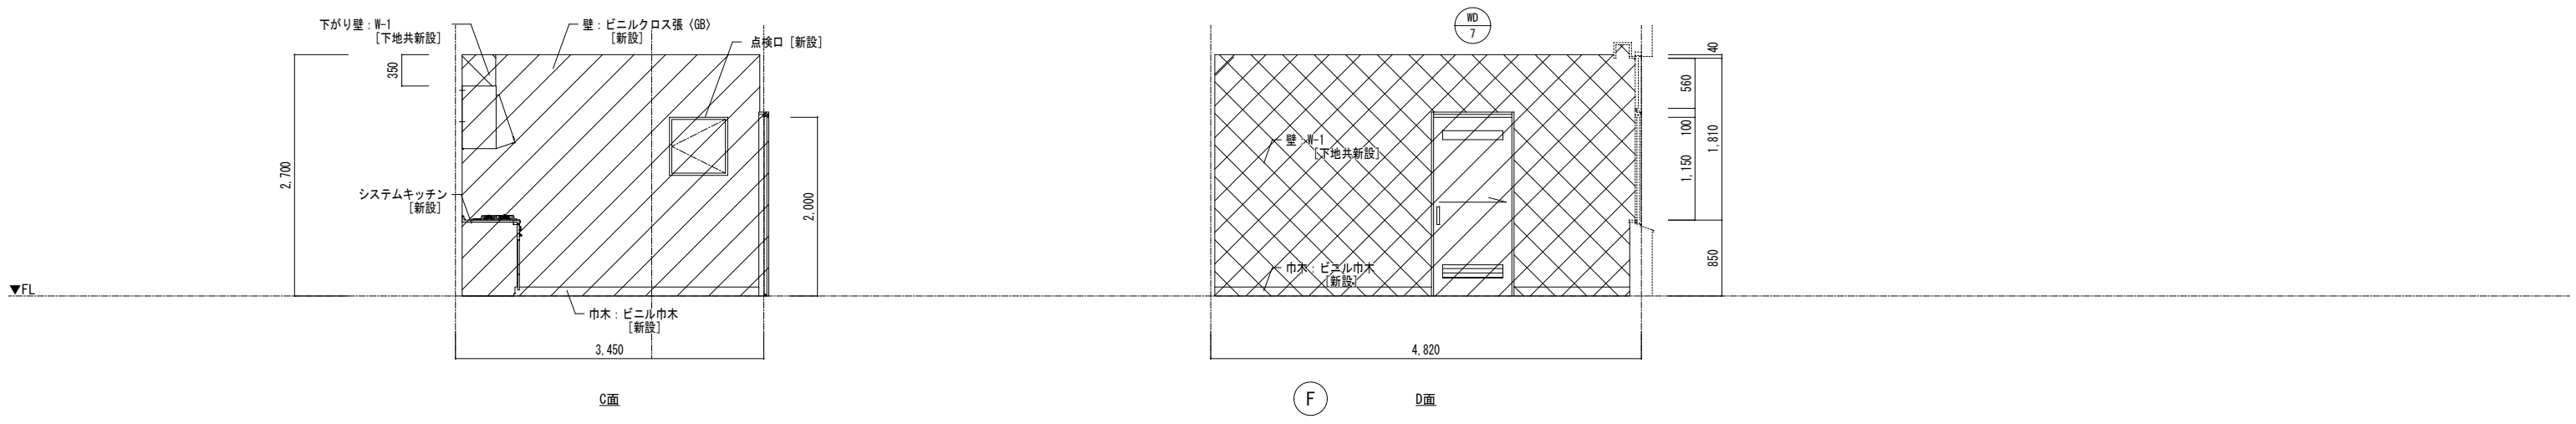 下がり壁：W-1
[下地共新設]
壁：ビニルクロス張〈GB〉
[新設]
点検口 [新設]
350
2,700
システムキッチン
[新設]
2,000
▼FL
巾木：ビニル巾木
[新設]
3,450
C面
WD
7
壁：W-1
[下地共新設]
巾木：ビニル巾木
[新設]
40
560
100
1,810
1,150
850
4,820
F
D面